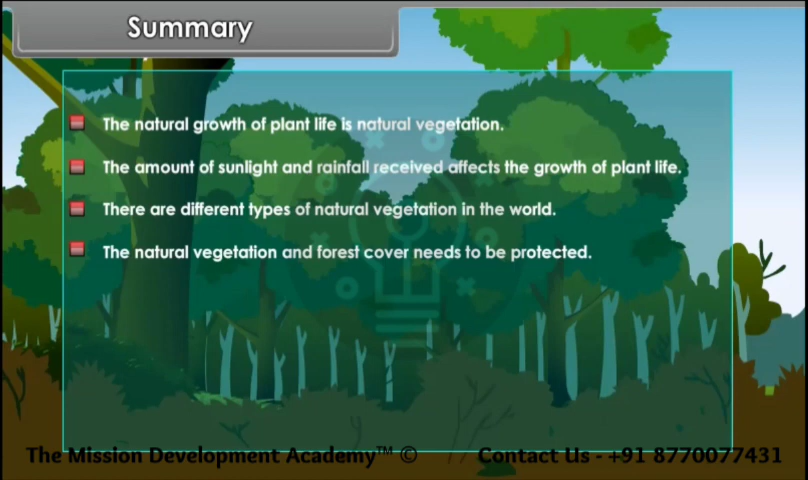 Summary
The natural growth of plant life is natural vegetation.
The amount of sunlight and rainfall received affects the growth of plant life.
There are different types of natural vegetation in the world.
The natural vegetation and forest cover needs to be protected.
The Mission Development Academy™ © Contact Us - +91 8770077431